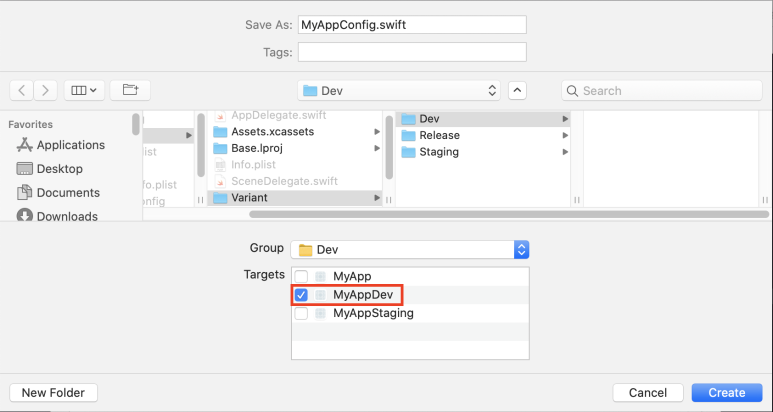 Save As: MyAppConfig.swift
Tags:
Dev
Search
Favorites
Applications
Desktop
Documents
Downloads
ist
fo.plist
nfig
AppDelegate.swift
Assets.xcassets
Base.lproj
Info.plist
SceneDelegate.swift
Variant
Dev
Release
Staging
Group Dev
Targets MyApp
MyAppDev
MyAppStaging
New Folder Cancel Create